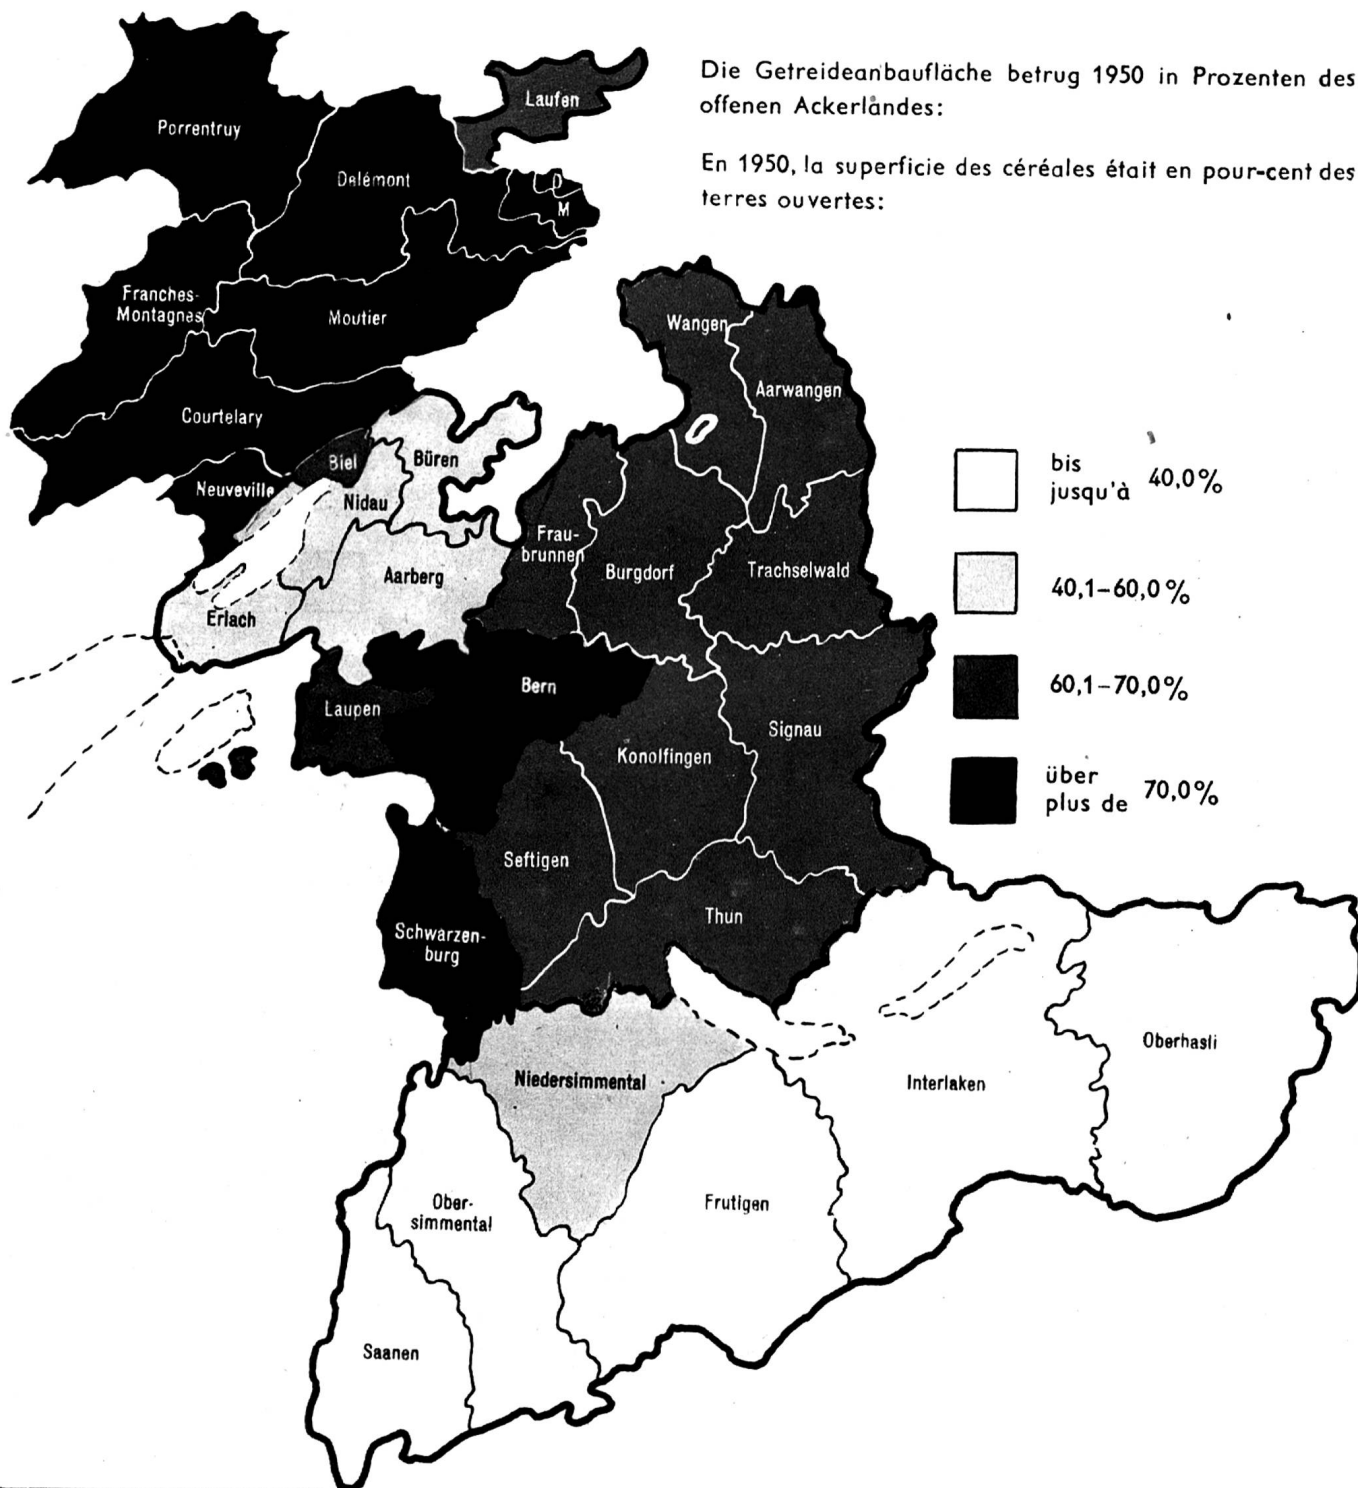 Die Getreideanbaufläche betrug 1950 in Prozenten des
offenen Ackerlandes:
En 1950, la superficie des céréales était en pour-cent des
terres ouvertes:
Laufen
Porrentruy
Delémont
D
M
Franches-
Montagnes
Moutier
Wangen
Aarwangen
Courtelary
Biel
Büren
Neuveville
Nidau
Frau-
brunnen
Burgdorf
Trachselwald
Aarberg
Erlach
Bern
Laupen
Signau
Konolfingen
Seftigen
Thun
Schwarzen-
burg
Oberhasli
Interlaken
Niedersimmental
Ober-
simmental
Frutigen
Saanen
bis
jusqu'à 40,0%
40,1-60,0%
60,1-70,0%
über
plus de 70,0%